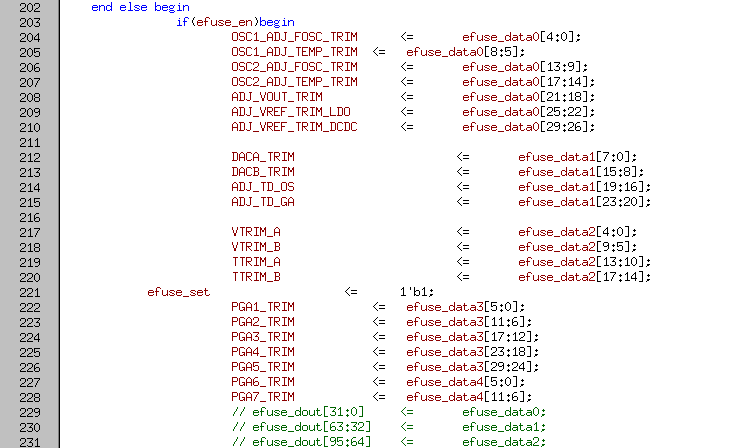 202 end else begin
203 if(efuse_en)begin
204 OSC1_ADJ_FOSC_TRIM <= efuse_data0[4:0];
205 OSC1_ADJ_TEMP_TRIM <= efuse_data0[8:5];
206 OSC2_ADJ_FOSC_TRIM <= efuse_data0[13:9];
207 OSC2_ADJ_TEMP_TRIM <= efuse_data0[17:14];
208 ADJ_VOUT_TRIM <= efuse_data0[21:18];
209 ADJ_VREF_TRIM_LDO <= efuse_data0[25:22];
210 ADJ_VREF_TRIM_DCDC <= efuse_data0[29:26];
211
212 DACA_TRIM <= efuse_data1[7:0];
213 DACB_TRIM <= efuse_data1[15:8];
214 ADJ_TD_OS <= efuse_data1[19:16];
215 ADJ_TD_GA <= efuse_data1[23:20];
216
217 VTRIM_A <= efuse_data2[4:0];
218 VTRIM_B <= efuse_data2[9:5];
219 TTRIM_A <= efuse_data2[13:10];
220 TTRIM_B <= efuse_data2[17:14];
221 efuse_set <= 1'b1;
222 PGA1_TRIM <= efuse_data3[5:0];
223 PGA2_TRIM <= efuse_data3[11:6];
224 PGA3_TRIM <= efuse_data3[17:12];
225 PGA4_TRIM <= efuse_data3[23:18];
226 PGA5_TRIM <= efuse_data3[29:24];
227 PGA6_TRIM <= efuse_data4[5:0];
228 PGA7_TRIM <= efuse_data4[11:6];
229 // efuse_dout[31:0] <= efuse_data0;
230 // efuse_dout[63:32] <= efuse_data1;
231 // efuse_dout[95:64] <= efuse_data2;